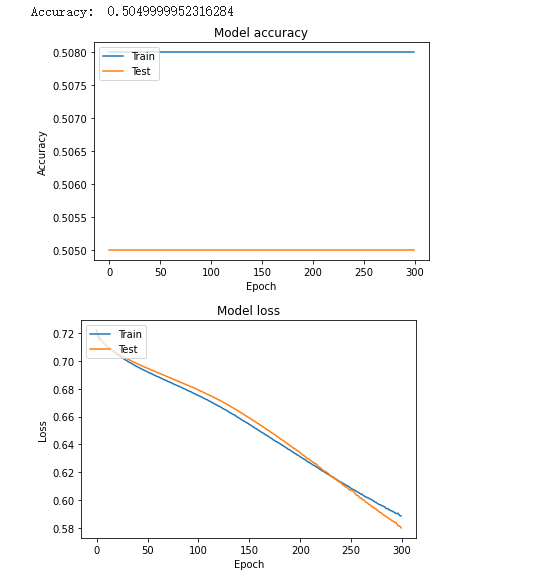 Accuracy: 0.5049999952316284
Model accuracy
Train
Test
0.5080
0.5075
0.5070
0.5065
0.5060
0.5055
0.5050
Accuracy
0 50 100 150 200 250 300
Epoch
Model loss
Train
Test
0.72
0.70
0.68
0.66
0.64
0.62
0.60
0.58
Loss
0 50 100 150 200 250 300
Epoch